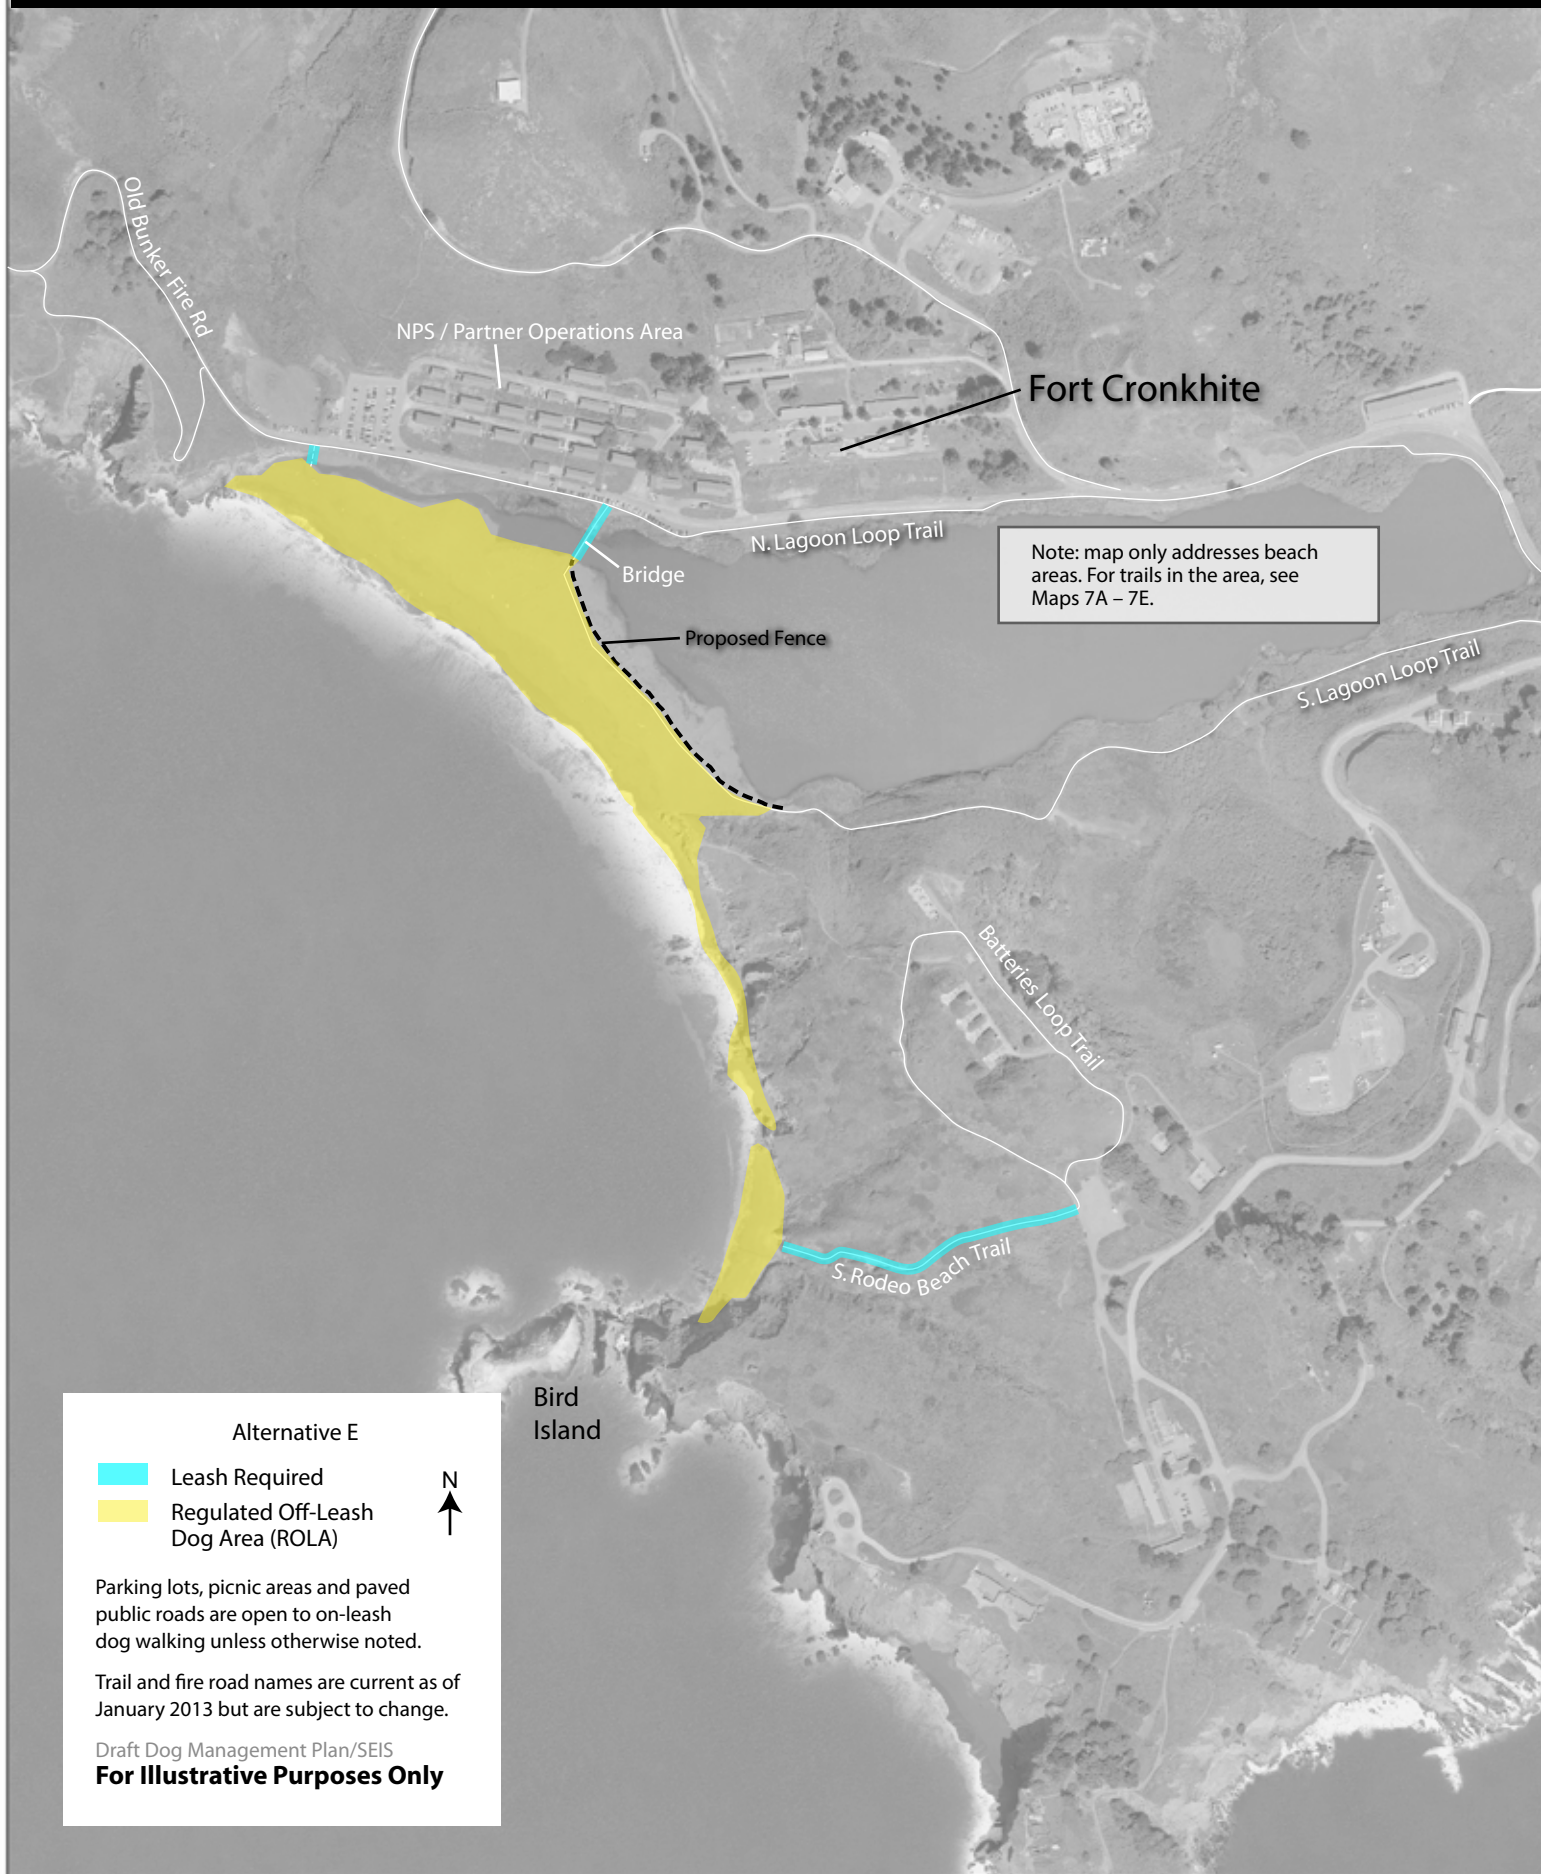 Old Bunker Fire Rd
NPS / Partner Operations Area
Fort Cronkhite
N. Lagoon Loop Trail
Note: map only addresses beach
areas. For trails in the area, see
Maps 7A – 7E.
Bridge
Proposed Fence
S. Lagoon Loop Trail
Batteries Loop Trail
S. Rodeo Beach Trail
Bird
Island
Alternative E
Leash Required
N
Regulated Off-Leash
Dog Area (ROLA)
Parking lots, picnic areas and paved
public roads are open to on-leash
dog walking unless otherwise noted.
Trail and fire road names are current as of
January 2013 but are subject to change.
Draft Dog Management Plan/SEIS
For Illustrative Purposes Only